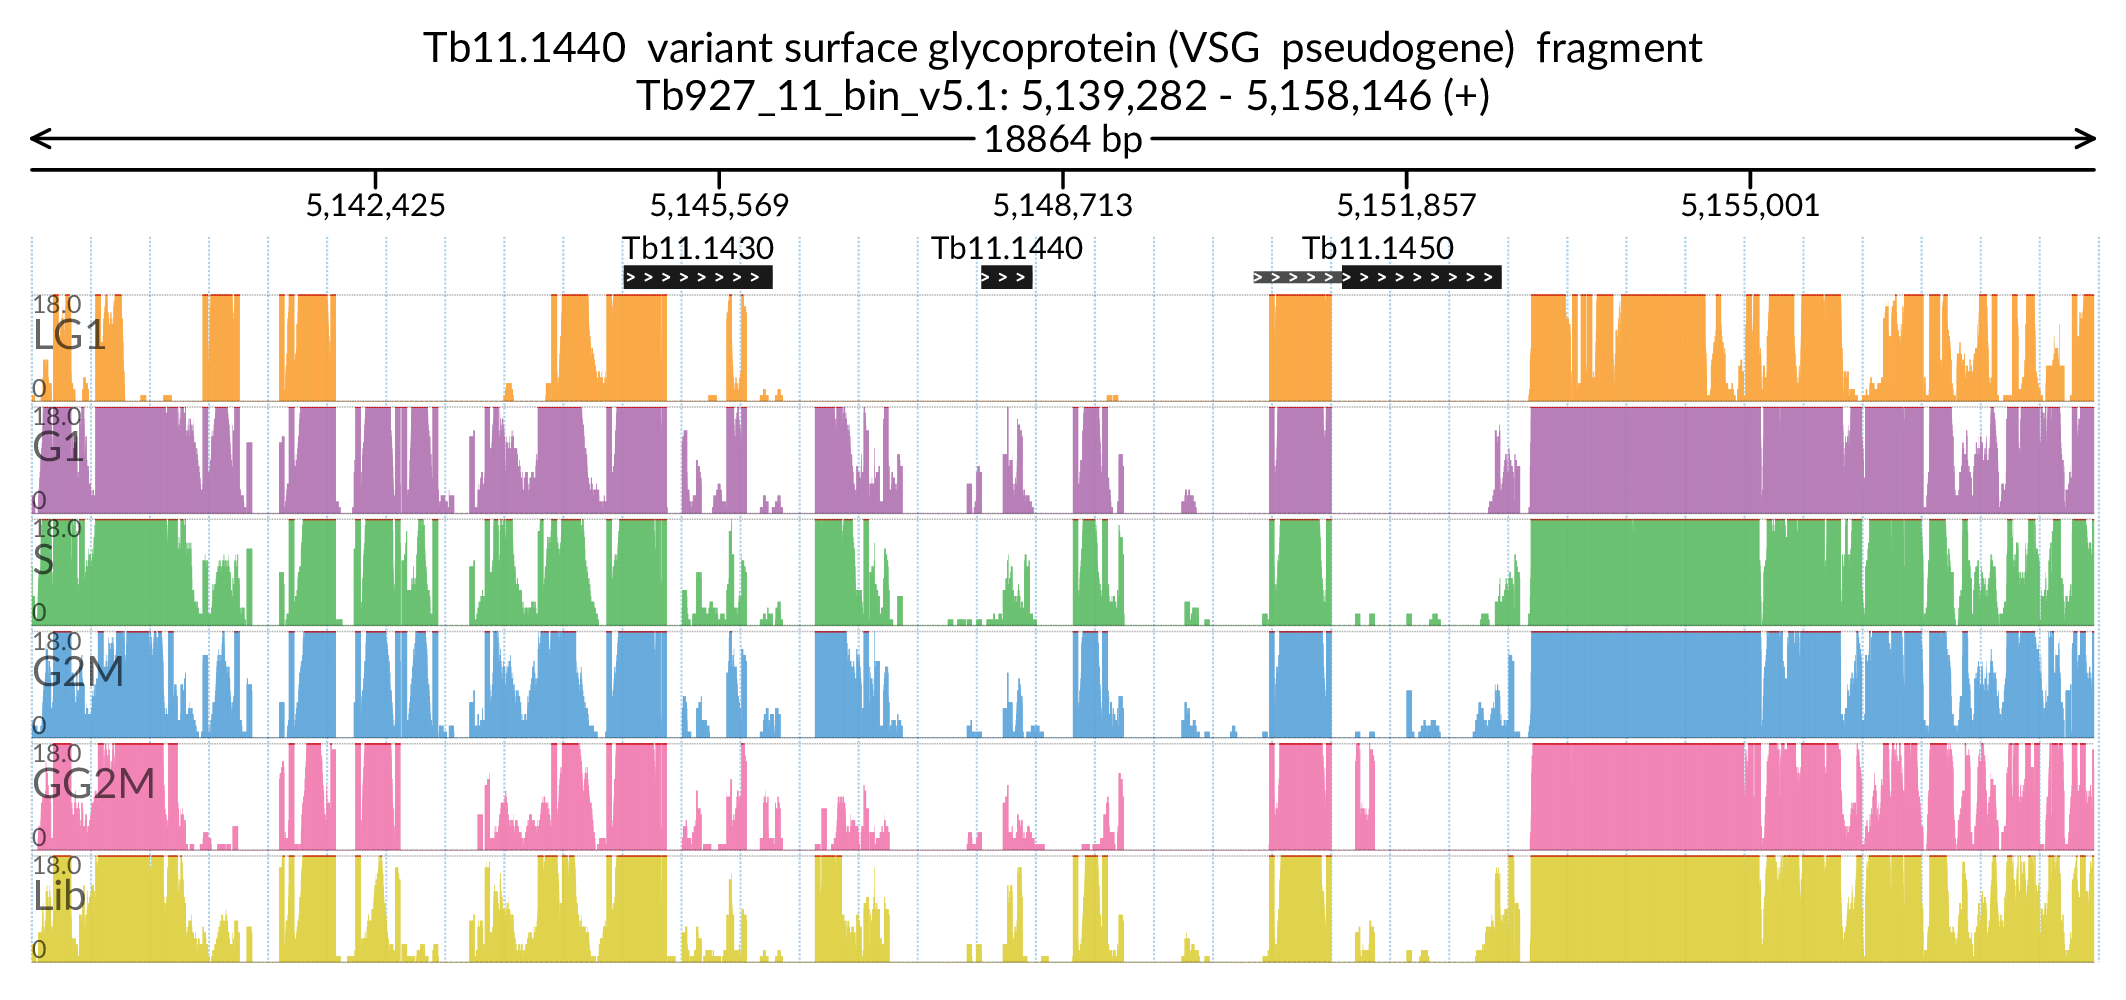 Tb11.1440 variant surface glycoprotein (VSG pseudogene) fragment
Tb927_11_bin_v5.1: 5,139,282 - 5,158,146 (+)
18864 bp
5,142,425 5,145,569 5,148,713 5,151,857 5,155,001
Tb11.1430 Tb11.1440 Tb11.1450
18.0
LG1
0
18.0
G1
0
18.0
S
0
18.0
G2M
0
18.0
GG2M
0
18.0
Lib
0